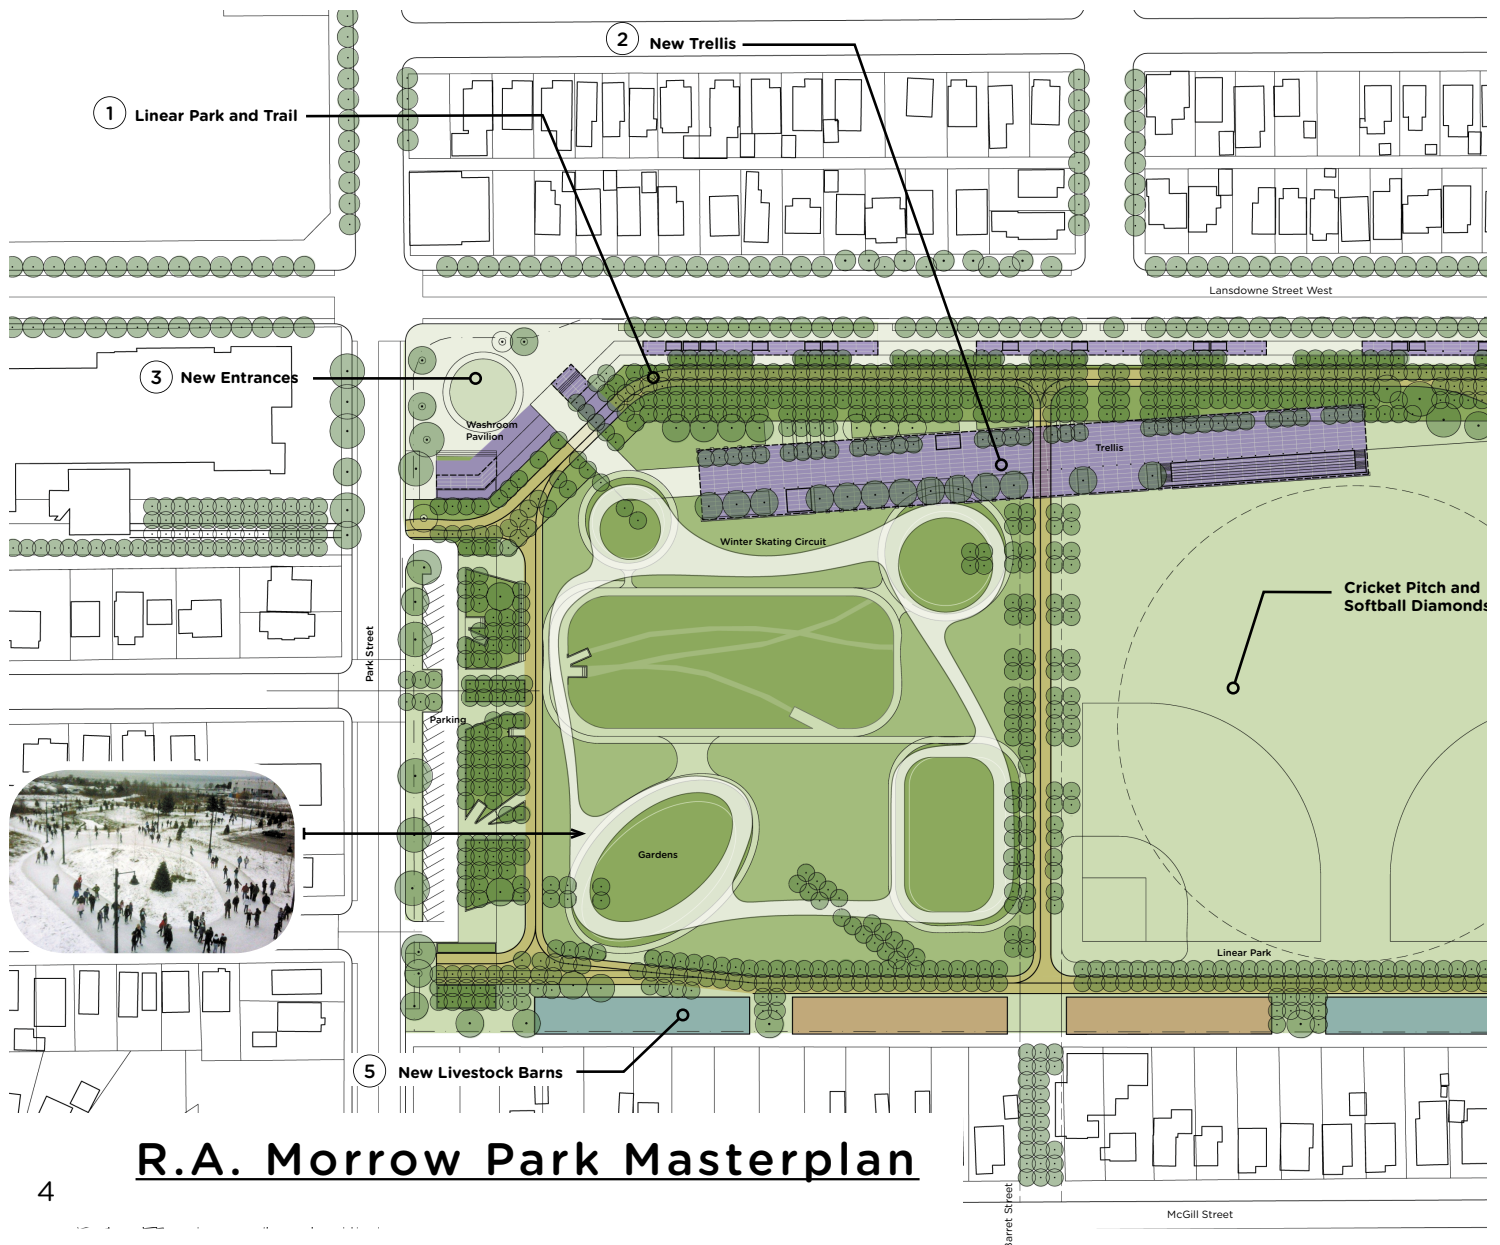 2 New Trellis
1 Linear Park and Trail
Lansdowne Street West
3 New Entrances
Washroom
Pavilion
Trellis
Winter Skating Circuit
Cricket Pitch and
Softball Diamonds
Park Street
Parking
Gardens
Linear Park
5 New Livestock Barns
R.A. Morrow Park Masterplan
4
Barret Street
McGill Street